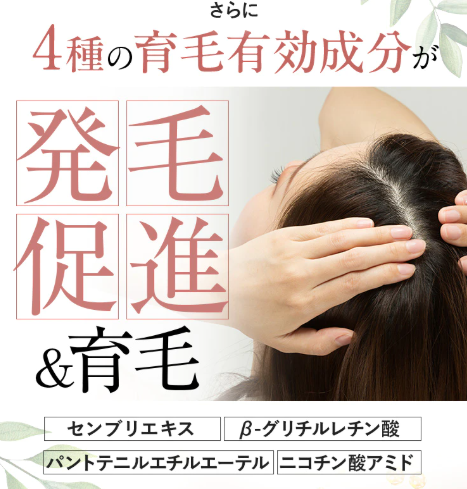 さらに
4種の育毛有効成分が
発毛
促進
&育毛
センブリエキス
β-グリチルレチン酸
パントテニルエチルエーテル
ニコチン酸アミド